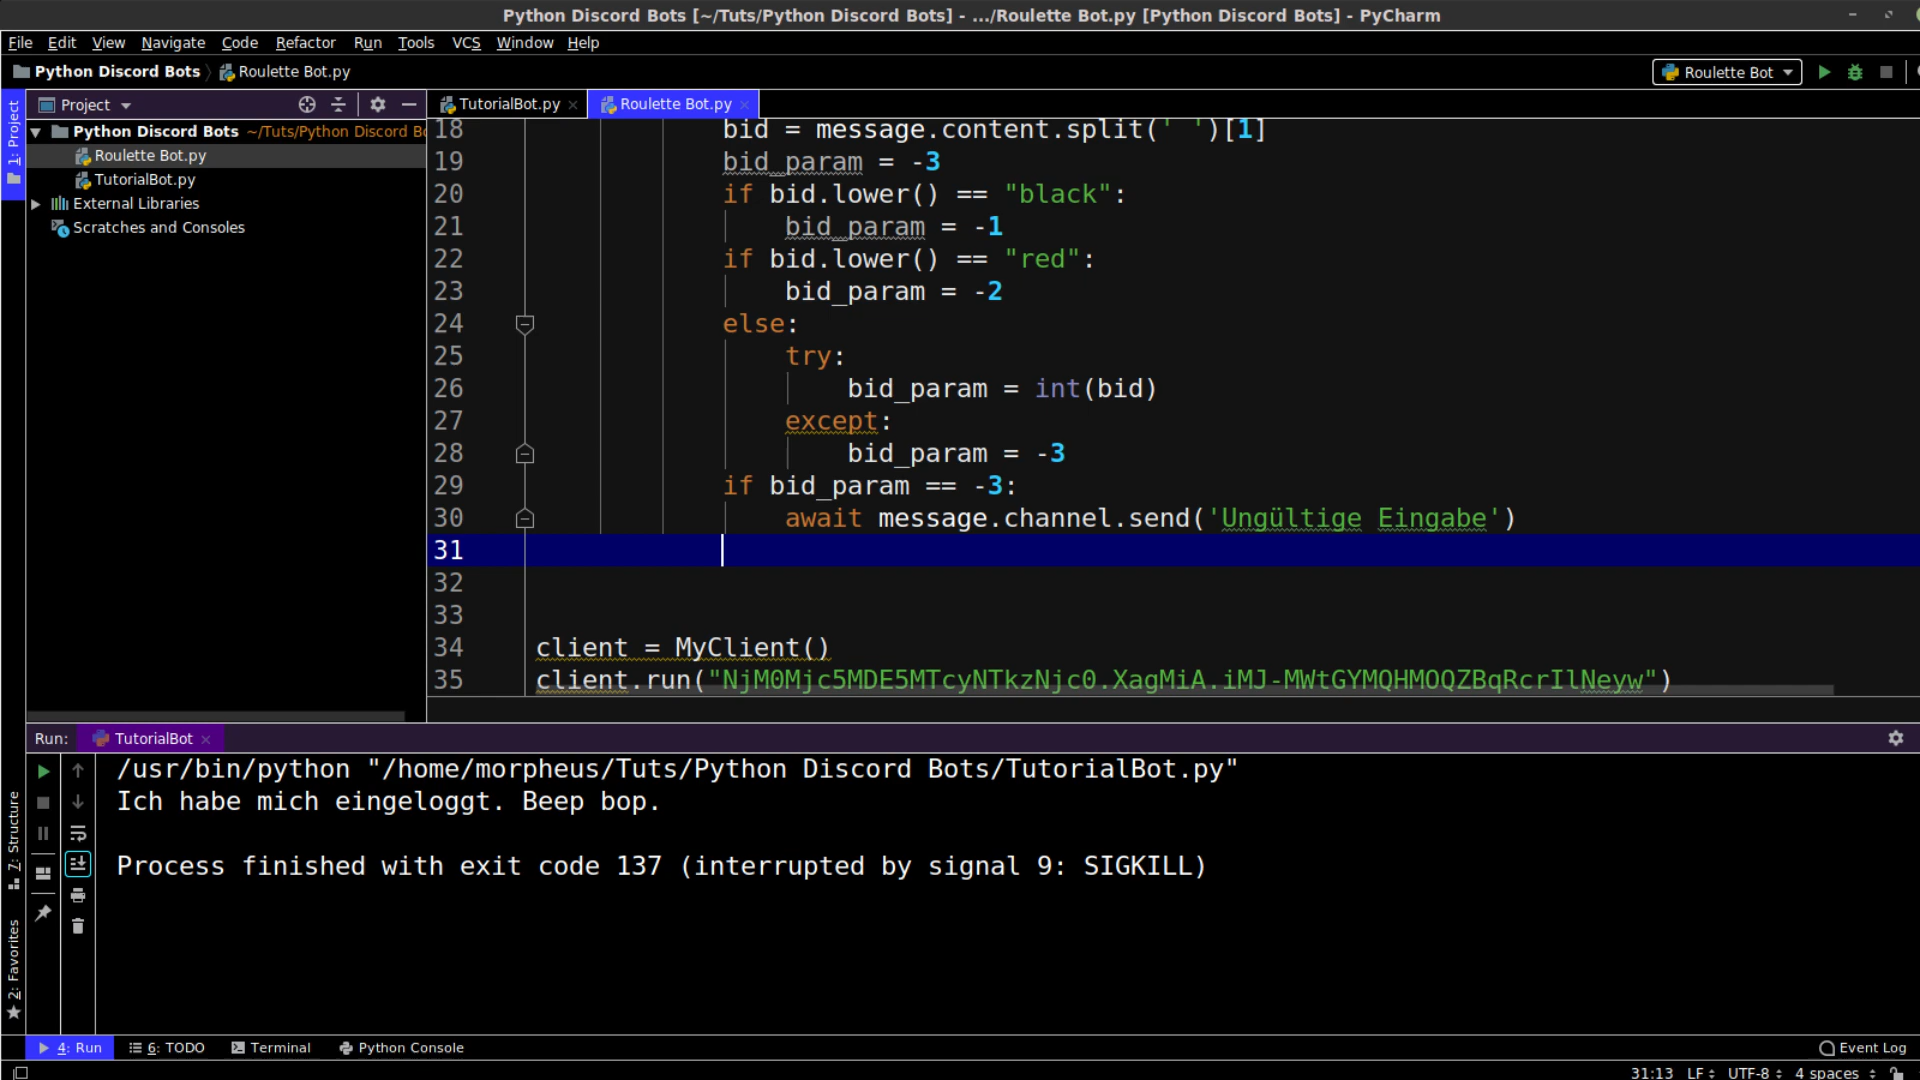 Python Discord Bots [~/Tuts/Python Discord Bots] - .../Roulette Bot.py [Python Discord Bots] - PyCharm
File Edit View Navigate Code Refactor Run Tools VCS Window Help
Python Discord Bots Roulette Bot.py
Roulette Bot
1: Project
Project
TutorialBot.py
Roulette Bot.py
Python Discord Bots ~/Tuts/Python Discord Bo
Roulette Bot.py
TutorialBot.py
External Libraries
Scratches and Consoles
18 bid = message.content.split(' ')[1]
19 bid_param = -3
20 if bid.lower() == "black":
21 bid_param = -1
22 if bid.lower() == "red":
23 bid_param = -2
24 else:
25 try:
26 bid_param = int(bid)
27 except:
28 bid_param = -3
29 if bid_param == -3:
30 await message.channel.send('Ungültige Eingabe')
31
32
33
34 client = MyClient()
35 client.run("NjM0Mjc5MDE5MTcyNTkzNjc0.XagMiA.iMJ-MWtGYMQHMOQZBqRcrIlNeyw")
Run: TutorialBot
/usr/bin/python "/home/morpheus/Tuts/Python Discord Bots/TutorialBot.py"
Ich habe mich eingeloggt. Beep bop.
Process finished with exit code 137 (interrupted by signal 9: SIGKILL)
7: Structure
2: Favorites
4: Run 6: TODO Terminal Python Console Event Log
31:13 LF UTF-8 4 spaces